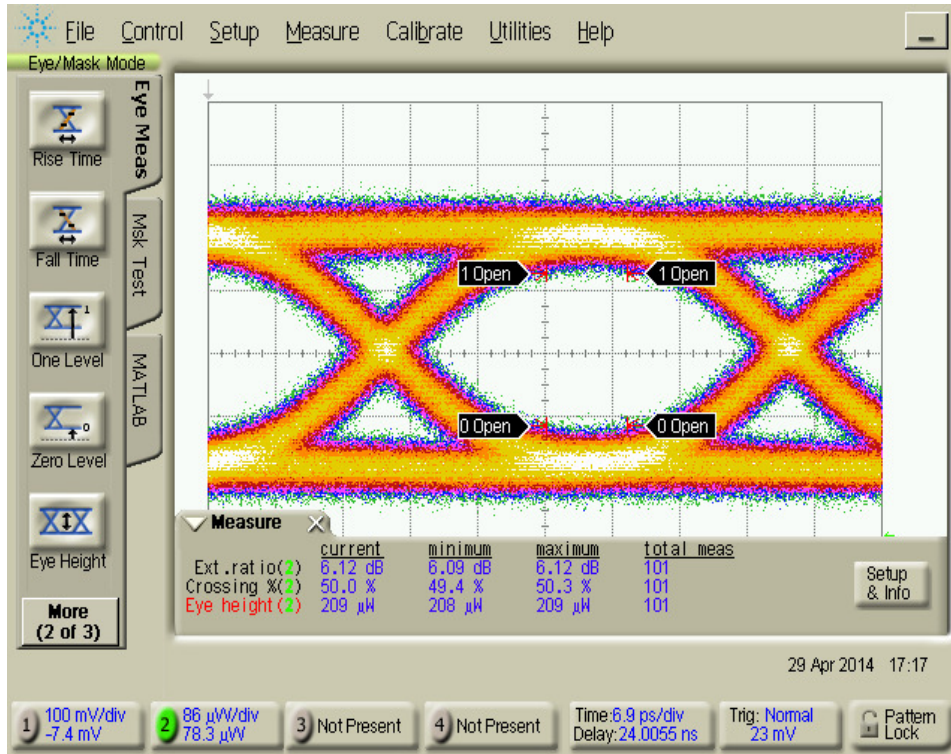 File Control Setup Measure Calibrate Utilities Help
Eye/Mask Mode
Eye Meas
Msk Test
MATLAB
Rise Time
Fall Time
One Level
Zero Level
Eye Height
More
(2 of 3)
1 Open
1 Open
0 Open
0 Open
Measure
current minimum maximum total meas
Ext.ratio(2) 6.12 dB 6.09 dB 6.12 dB 101
Crossing %(2) 50.0 % 49.4 % 50.3 % 101
Eye height(2) 209 µW 208 µW 209 µW 101
Setup
& Info
29 Apr 2014 17:17
1 100 mV/div
-7.4 mV
2 86 µW/div
78.3 µW
3 Not Present
4 Not Present
Time:6.9 ps/div
Delay:24.0055 ns
Trig: Normal
23 mV
Pattern
Lock